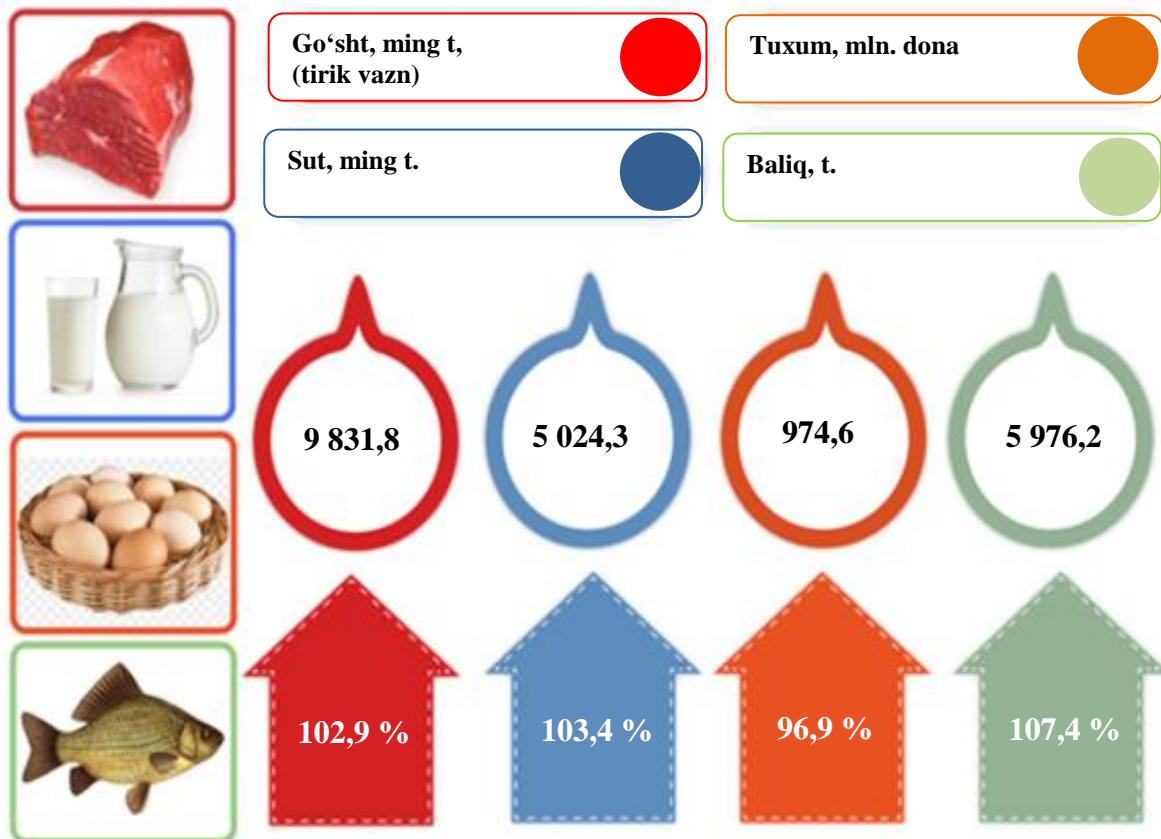 Go‘sht, ming t,
(tirik vazn)
Tuxum, mln. dona
Sut, ming t.
Baliq, t.
9 831,8
5 024,3
974,6
5 976,2
102,9 %
103,4 %
96,9 %
107,4 %